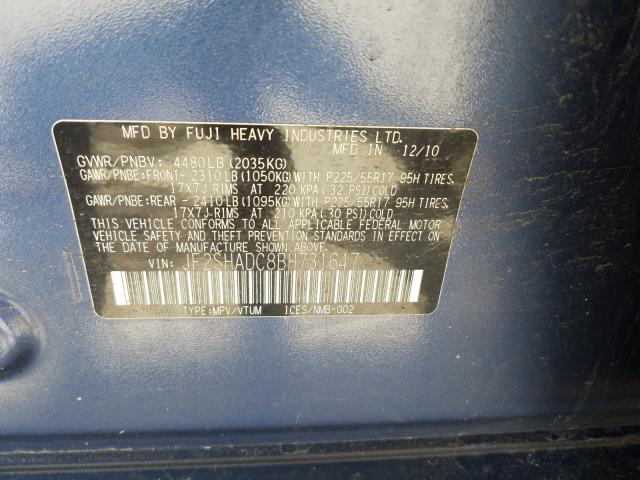 MFD BY FUJI HEAVY INDUSTRIES LTD.
MFD IN 12/10
GVWR/PNBV: 4480LB (2035KG)
GAWR/PNBE:FRONT- 2310LB (1050KG) WITH P225/55R17 95H TIRES.
17X7J RIMS AT 220 KPA (32 PSI) COLD
GAWR/PNBE:REAR - 2410LB (1095KG) WITH P225/55R17 95H TIRES.
17X7J RIMS AT 210 KPA (30 PSI) COLD
THIS VEHICLE CONFORMS TO ALL APPLICABLE FEDERAL MOTOR
VEHICLE SAFETY AND THEFT PREVENTION STANDARDS IN EFFECT
ON THE DATE OF MANUFACTURE SHOWN ABOVE.
VIN: JF2SHADC8BH731647
TYPE:MPV/VTUM ICES/NMB-002